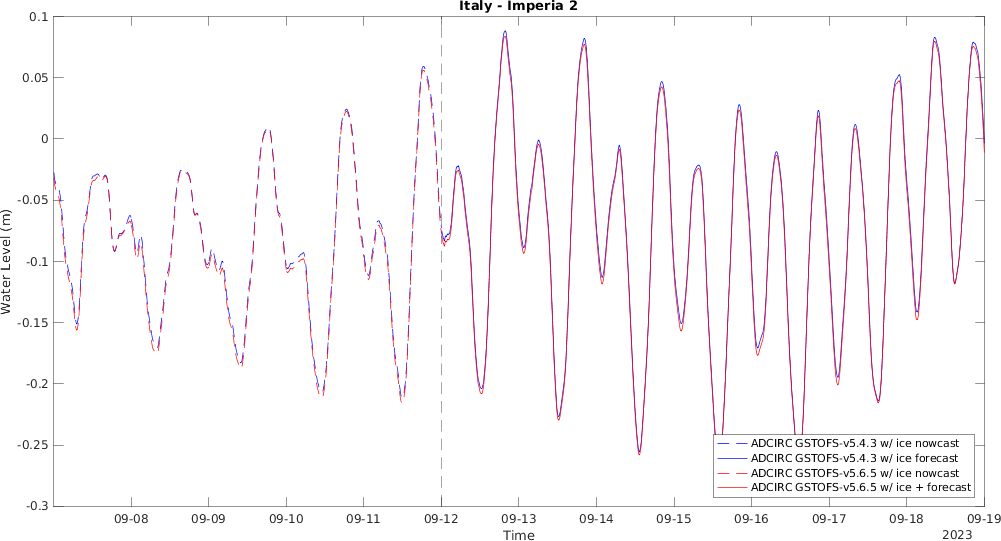 Italy - Imperia 2
0.1
0.05
0
-0.05
-0.1
-0.15
-0.2
-0.25
-0.3
Water Level (m)
ADCIRC GSTOFS-v5.4.3 w/ ice nowcast
ADCIRC GSTOFS-v5.4.3 w/ ice forecast
ADCIRC GSTOFS-v5.6.5 w/ ice nowcast
ADCIRC GSTOFS-v5.6.5 w/ ice + forecast
09-08 09-09 09-10 09-11 09-12 09-13 09-14 09-15 09-16 09-17 09-18 09-19
Time
2023